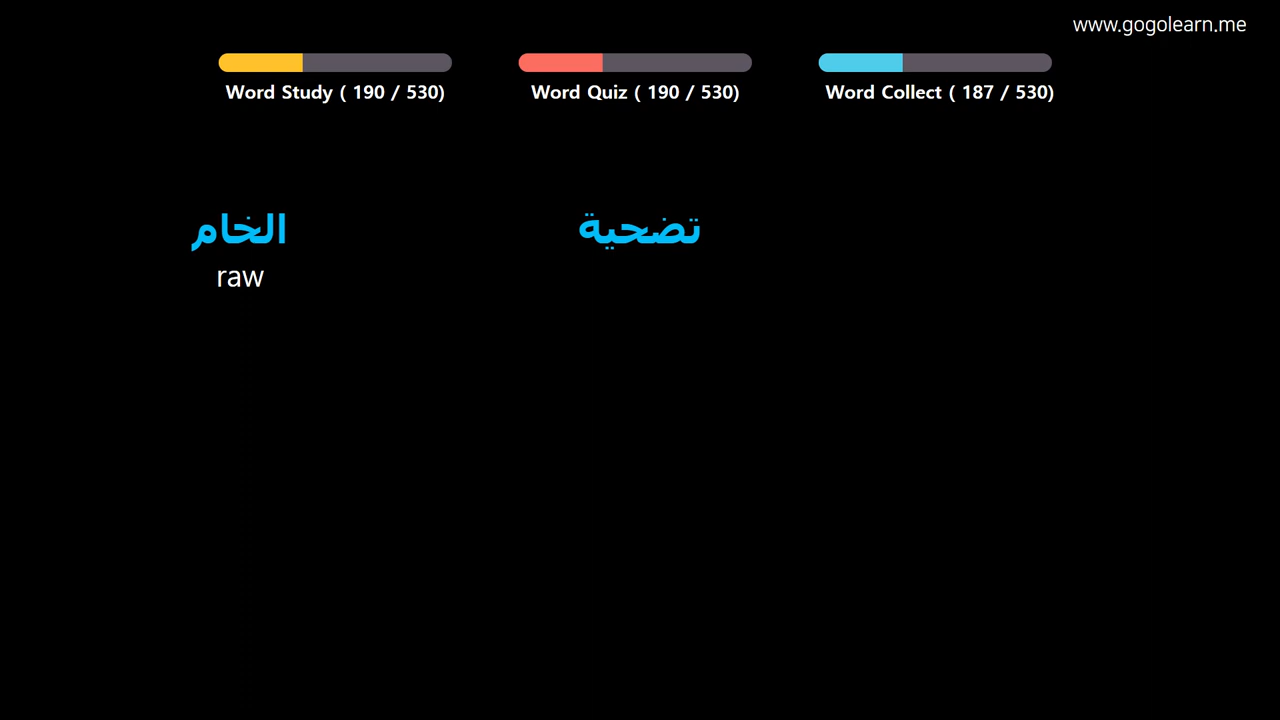 www.gogolearn.me
Word Study ( 190 / 530)
Word Quiz ( 190 / 530)
Word Collect ( 187 / 530)
الخام
raw
تضحية